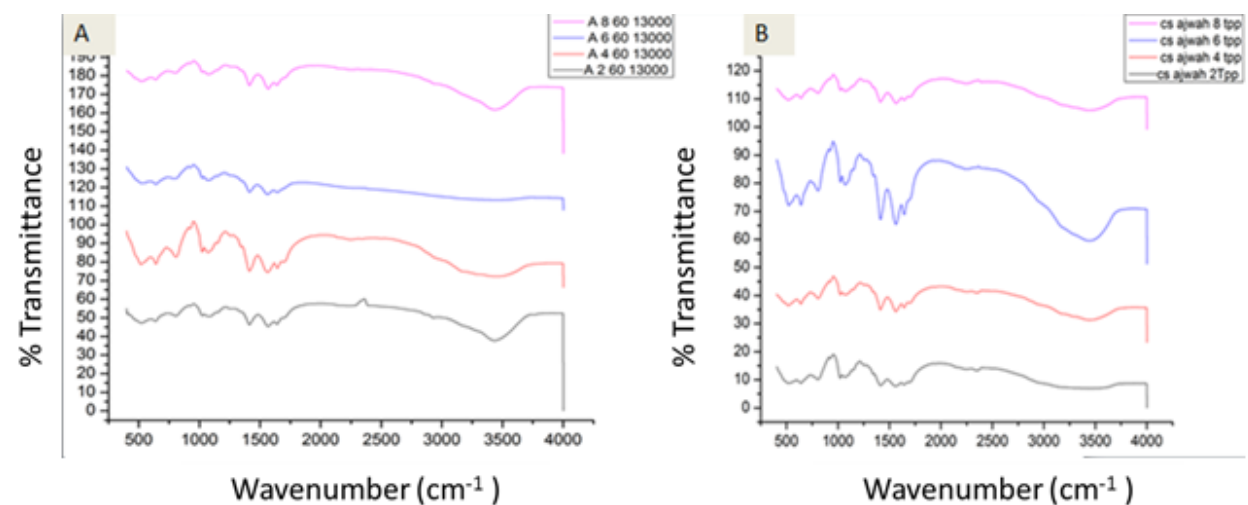 A
A 8 60 13000
A 6 60 13000
A 4 60 13000
A 2 60 13000
190
180
170
160
150
140
130
120
110
100
90
80
70
60
50
40
30
20
10
0
% Transmittance
500 1000 1500 2000 2500 3000 3500 4000
Wavenumber (cm⁻¹ )
B
cs ajwah 8 tpp
cs ajwah 6 tpp
cs ajwah 4 tpp
cs ajwah 2Tpp
120
110
100
90
80
70
60
50
40
30
20
10
0
% Transmittance
500 1000 1500 2000 2500 3000 3500 4000
Wavenumber (cm⁻¹ )